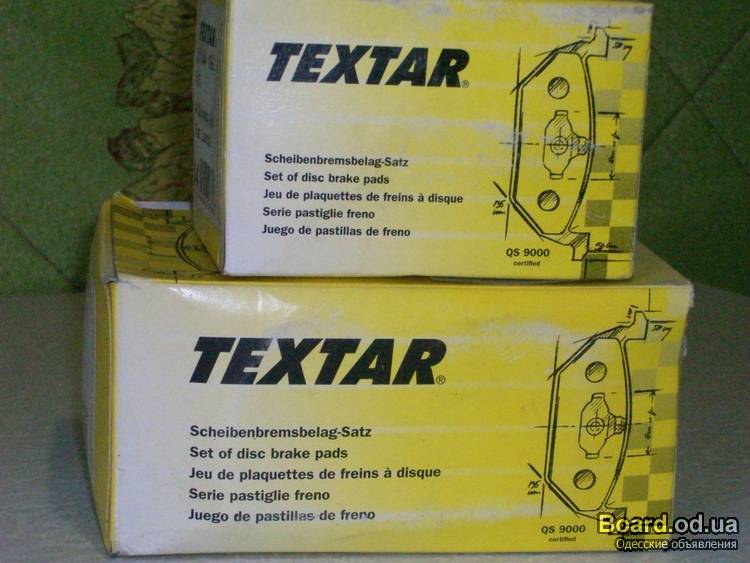 TEXTAR®
Scheibenbremsbelag-Satz
Set of disc brake pads
Jeu de plaquettes de freins à disque
Serie pastiglie freno
Juego de pastillas de freno
QS 9000
certified
TEXTAR®
Scheibenbremsbelag-Satz
Set of disc brake pads
Jeu de plaquettes de freins à disque
Serie pastiglie freno
Juego de pastillas de freno
QS 9000
certified
Board.od.ua
Одесские объявления